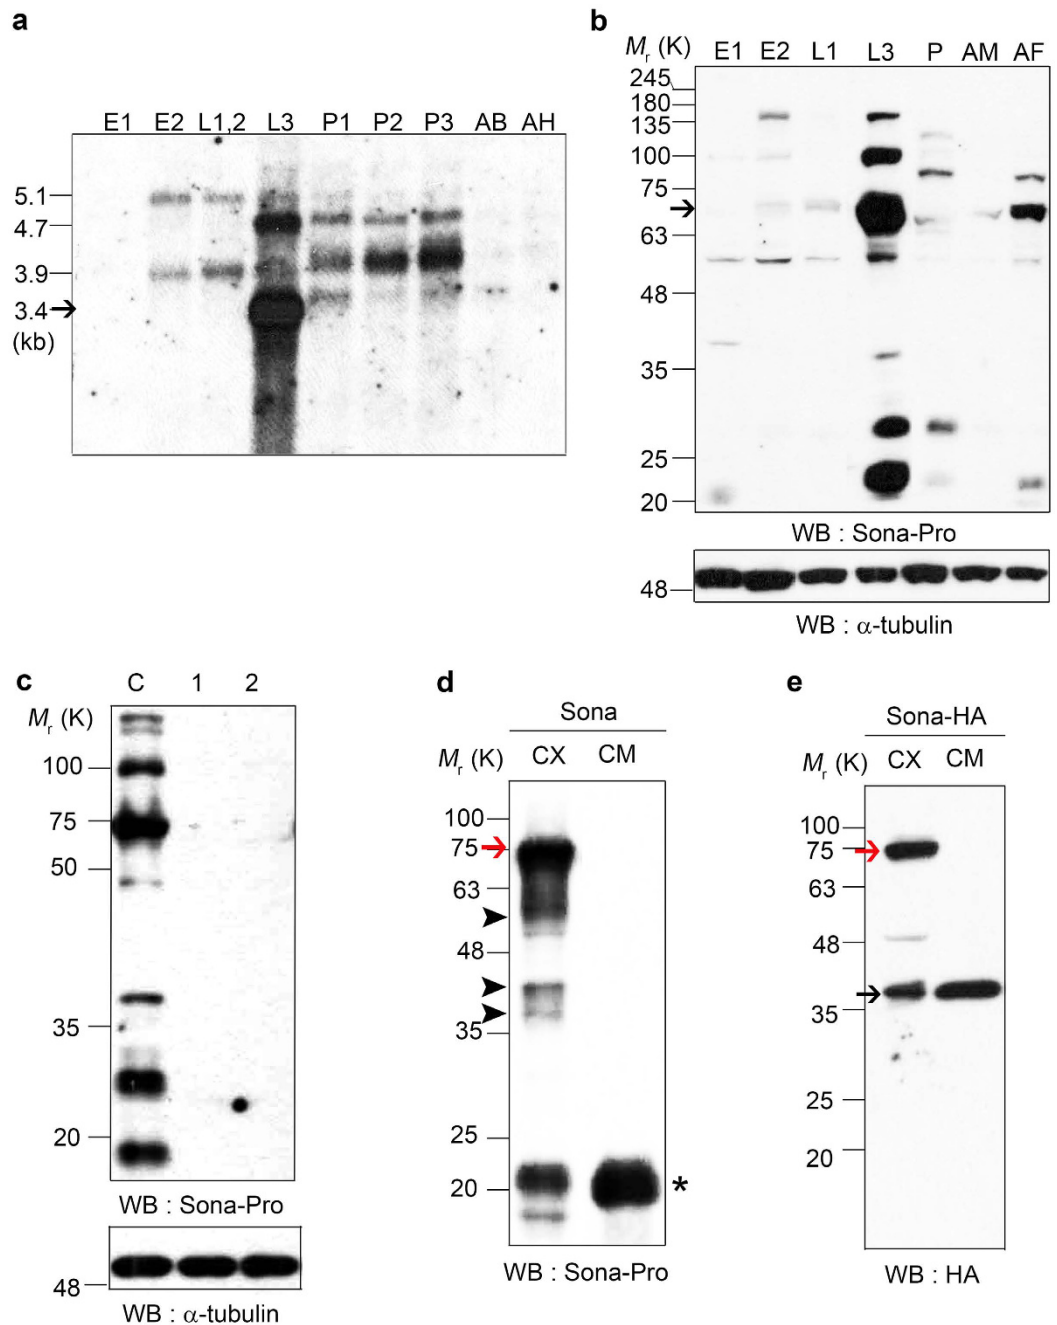 a
E1 E2 L1,2 L3 P1 P2 P3 AB AH
5.1
4.7
3.9
3.4
(kb)
b
Mr (K) E1 E2 L1 L3 P AM AF
245
180
135
100
75
63
48
35
25
20
WB : Sona-Pro
48
WB : α-tubulin
c
C 1 2
Mr (K)
100
75
50
35
20
WB : Sona-Pro
48
WB : α-tubulin
d
Sona
Mr (K) CX CM
100
75
63
48
35
25
20
*
WB : Sona-Pro
e
Sona-HA
Mr (K) CX CM
100
75
63
48
35
25
20
WB : HA